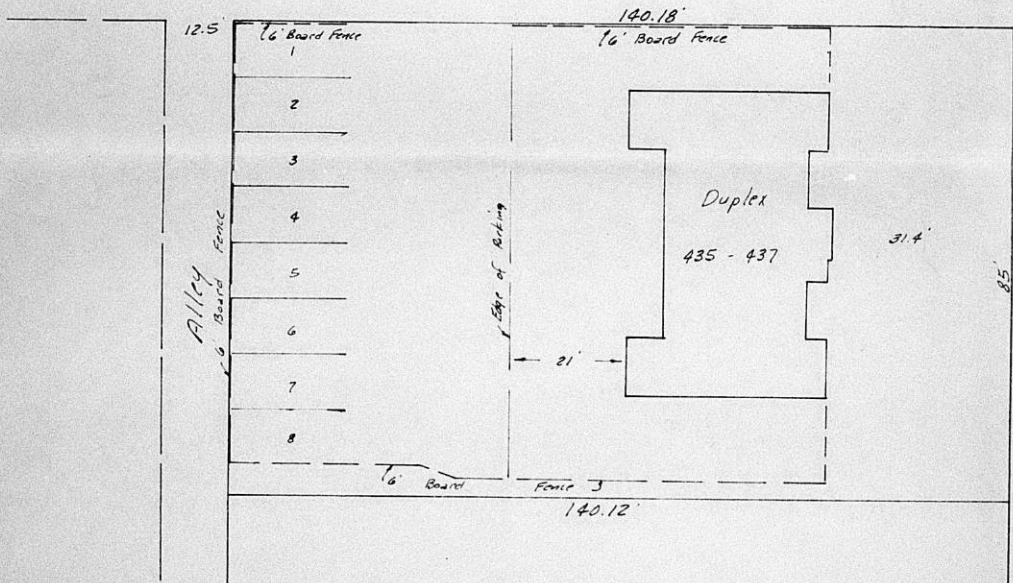 140.18'
12.5'
6' Board Fence
6' Board Fence
1
2
3
4
5
6
7
8
Alley
6' Board Fence
Edge of Parking
21'
Duplex
435 - 437
31.4'
85'
6' Board Fence
140.12'